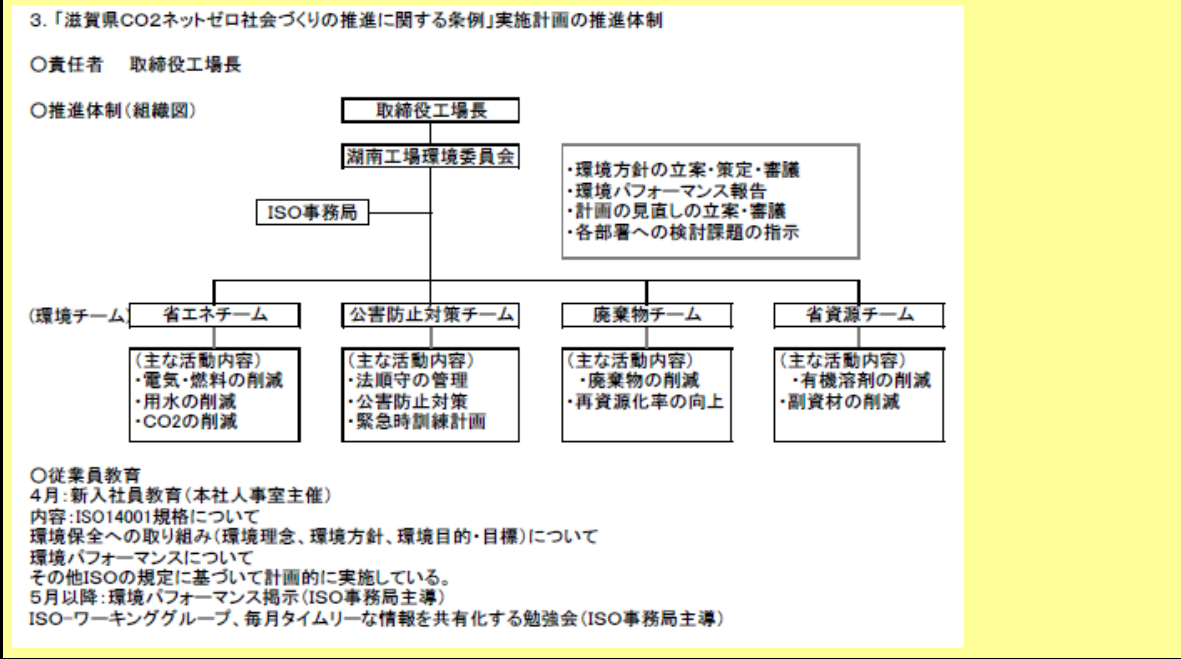 3．「滋賀県CO2ネットゼロ社会づくりの推進に関する条例」実施計画の推進体制
○責任者　取締役工場長
○推進体制（組織図）
取締役工場長
湖南工場環境委員会
・環境方針の立案・策定・審議
・環境パフォーマンス報告
・計画の見直しの立案・審議
・各部署への検討課題の指示
ISO事務局
（環境チーム）
省エネチーム
公害防止対策チーム
廃棄物チーム
省資源チーム
（主な活動内容）
・電気・燃料の削減
・用水の削減
・CO2の削減
（主な活動内容）
・法順守の管理
・公害防止対策
・緊急時訓練計画
（主な活動内容）
・廃棄物の削減
・再資源化率の向上
（主な活動内容）
・有機溶剤の削減
・副資材の削減
○従業員教育
4月：新入社員教育（本社人事室主催）
内容：ISO14001規格について
環境保全への取り組み（環境理念、環境方針、環境目的・目標）について
環境パフォーマンスについて
その他ISOの規定に基づいて計画的に実施している。
5月以降：環境パフォーマンス掲示（ISO事務局主導）
ISO-ワーキンググループ、毎月タイムリーな情報を共有化する勉強会（ISO事務局主導）